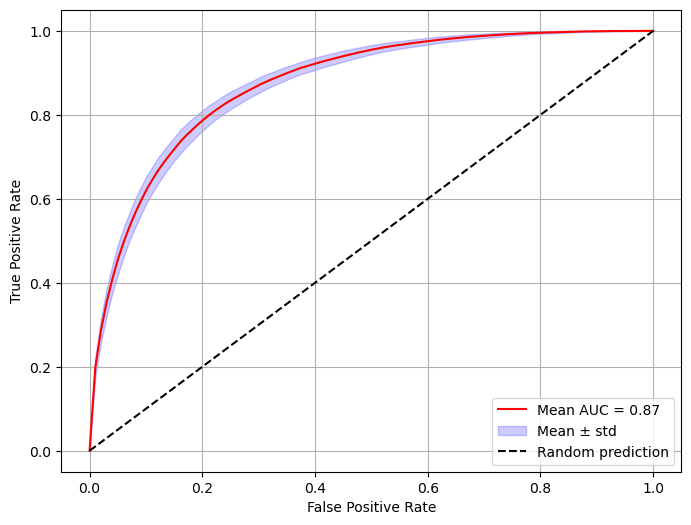 1.0
0.8
0.6
0.4
0.2
0.0
True Positive Rate
0.0 0.2 0.4 0.6 0.8 1.0
False Positive Rate
Mean AUC = 0.87
Mean ± std
Random prediction